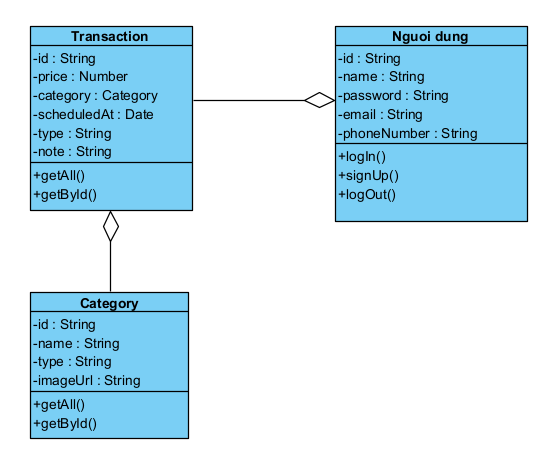 Transaction
-id : String
-price : Number
-category : Category
-scheduledAt : Date
-type : String
-note : String
+getAll()
+getById()
Nguoi dung
-id : String
-name : String
-password : String
-email : String
-phoneNumber : String
+logIn()
+signUp()
+logOut()
Category
-id : String
-name : String
-type : String
-imageUrl : String
+getAll()
+getById()